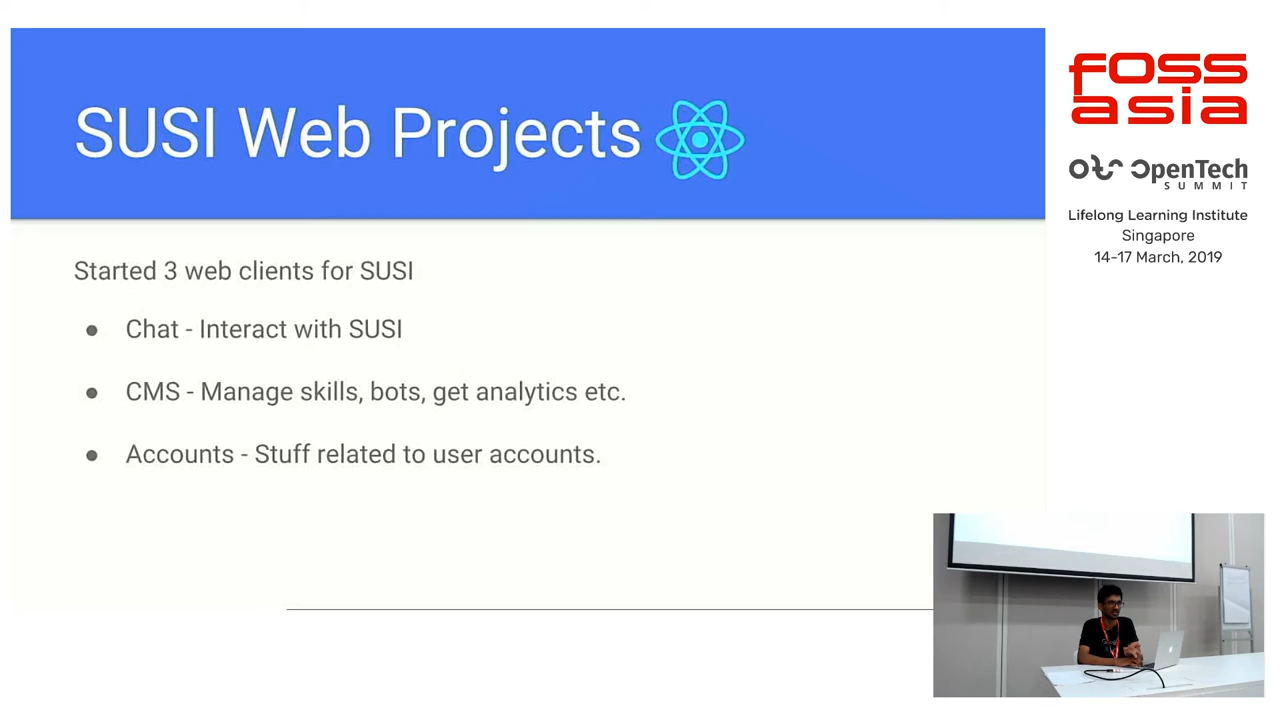 SUSI Web Projects
Started 3 web clients for SUSI
● Chat - Interact with SUSI
● CMS - Manage skills, bots, get analytics etc.
● Accounts - Stuff related to user accounts.
fOSS
asia
OpenTech
SUMMIT
Lifelong Learning Institute
Singapore
14-17 March, 2019